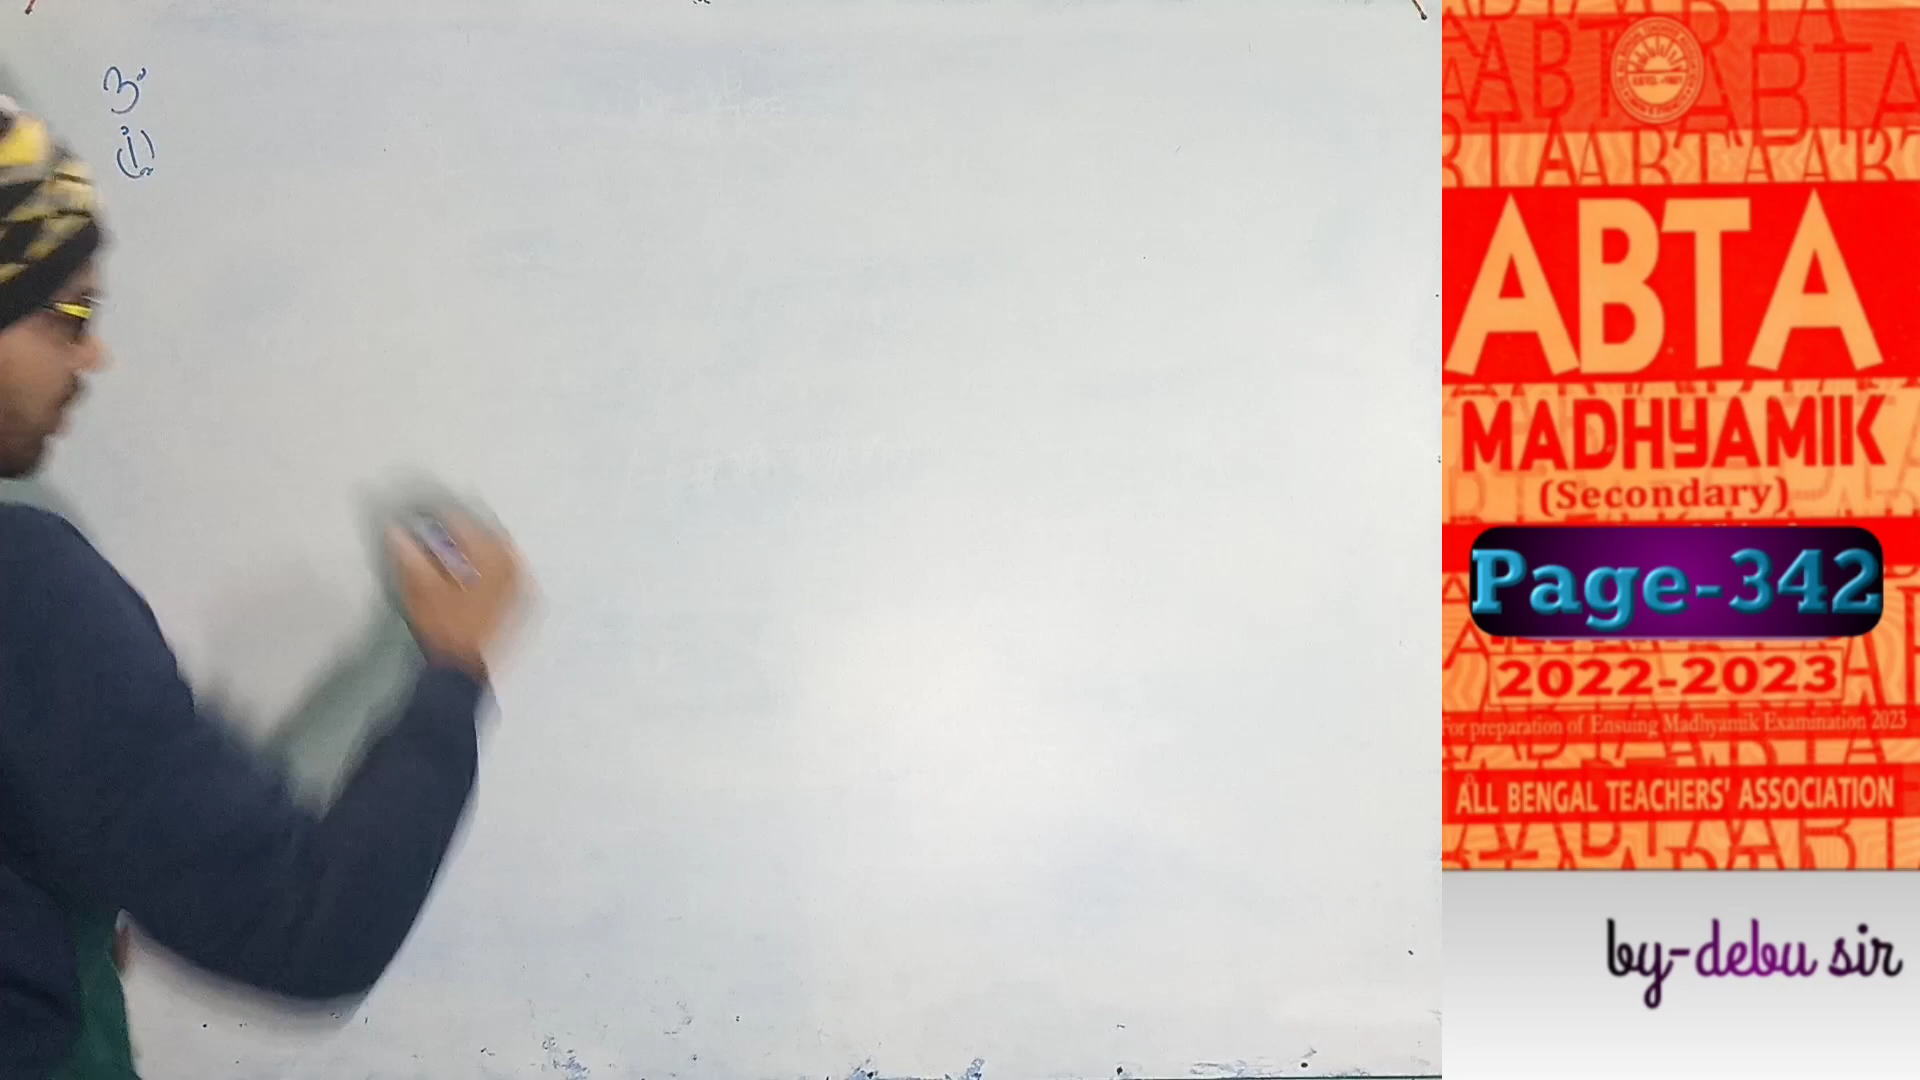 3.
(i)
ABTA
MADHYAMIK
(Secondary)
Page-342
2022-2023
For preparation of Ensuing Madhyamik Examination 2023
ALL BENGAL TEACHERS' ASSOCIATION
by-debu sir